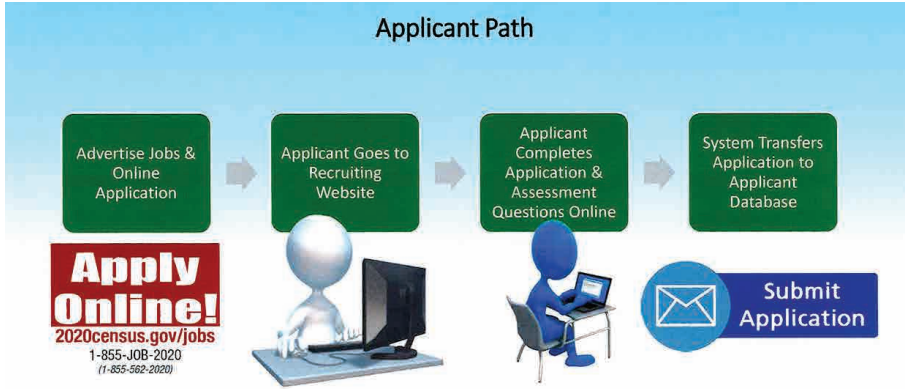 Applicant Path
Advertise Jobs &
Online
Application
Applicant Goes to
Recruiting
Website
Applicant
Completes
Application &
Assessment
Questions Online
System Transfers
Application to
Applicant
Database
Apply
Online!
2020census.gov/jobs
1-855-JOB-2020
(1-855-562-2020)
Submit
Application